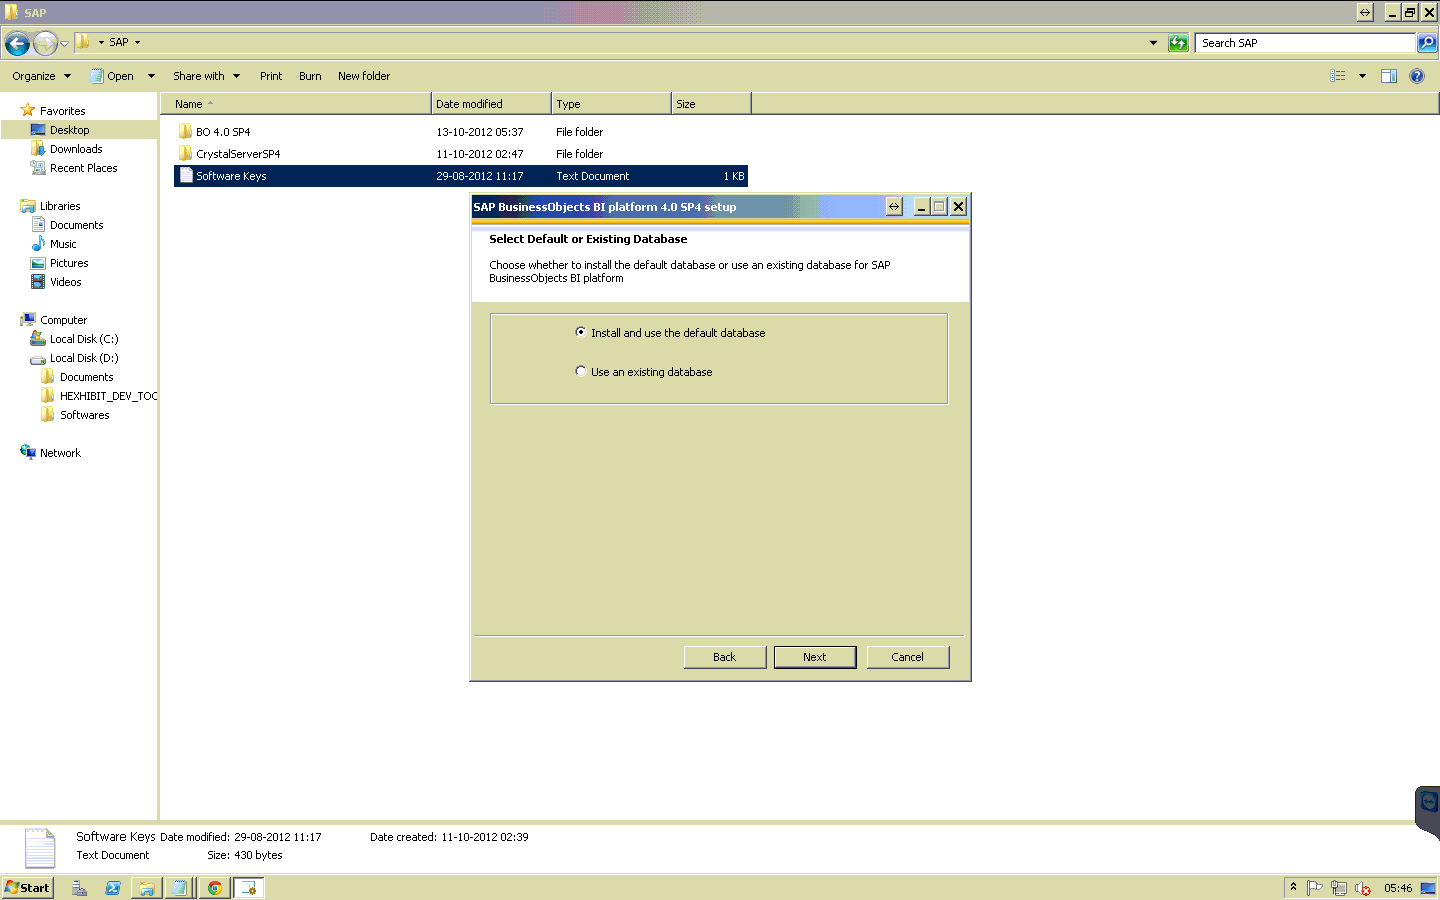 SAP
SAP
Search SAP
Organize Open Share with Print Burn New folder
Name Date modified Type Size
Favorites
Desktop
Downloads
Recent Places
Libraries
Documents
Music
Pictures
Videos
Computer
Local Disk (C:)
Local Disk (D:)
Documents
HEXHIBIT_DEV_TOO
Softwares
Network
BO 4.0 SP4 13-10-2012 05:37 File folder
CrystalServerSP4 11-10-2012 02:47 File folder
Software Keys 29-08-2012 11:17 Text Document 1 KB
SAP BusinessObjects BI platform 4.0 SP4 setup
Select Default or Existing Database
Choose whether to install the default database or use an existing database for SAP
BusinessObjects BI platform
Install and use the default database
Use an existing database
Back Next Cancel
Software Keys Date modified: 29-08-2012 11:17 Date created: 11-10-2012 02:39
Text Document Size: 430 bytes
Start 05:46